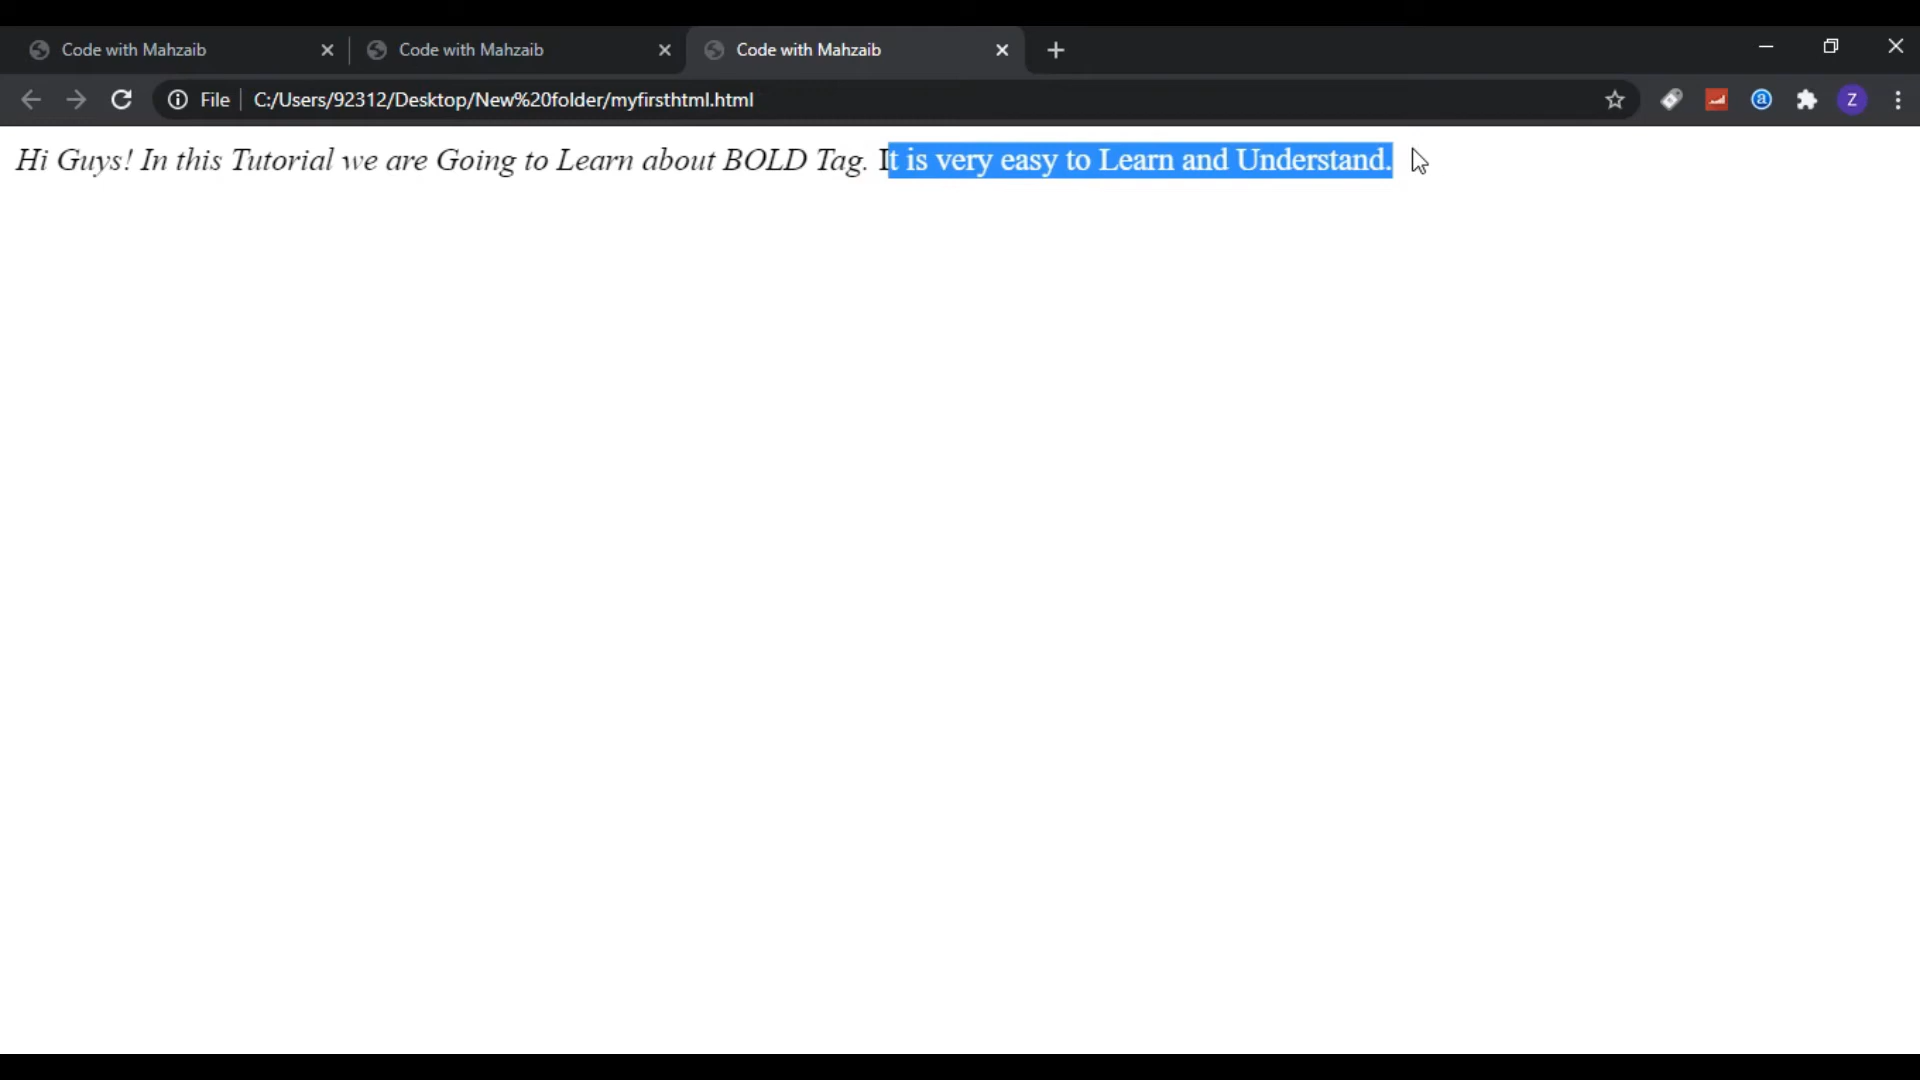 Code with Mahzaib Code with Mahzaib Code with Mahzaib
File C:/Users/92312/Desktop/New%20folder/myfirsthtml.html Z
Hi Guys! In this Tutorial we are Going to Learn about BOLD Tag. It is very easy to Learn and Understand.